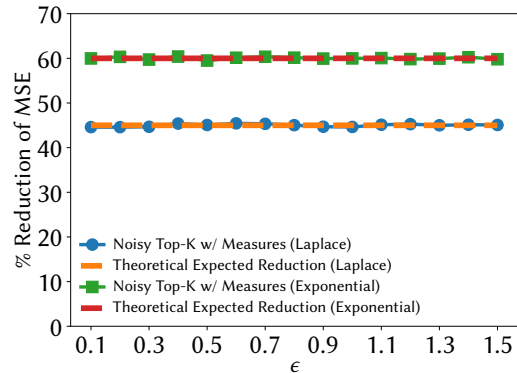 % Reduction of MSE
70
60
50
40
30
20
10
0
Noisy Top-K w/ Measures (Laplace)
Theoretical Expected Reduction (Laplace)
Noisy Top-K w/ Measures (Exponential)
Theoretical Expected Reduction (Exponential)
0.1 0.3 0.5 0.7 0.9 1.1 1.3 1.5
ϵ